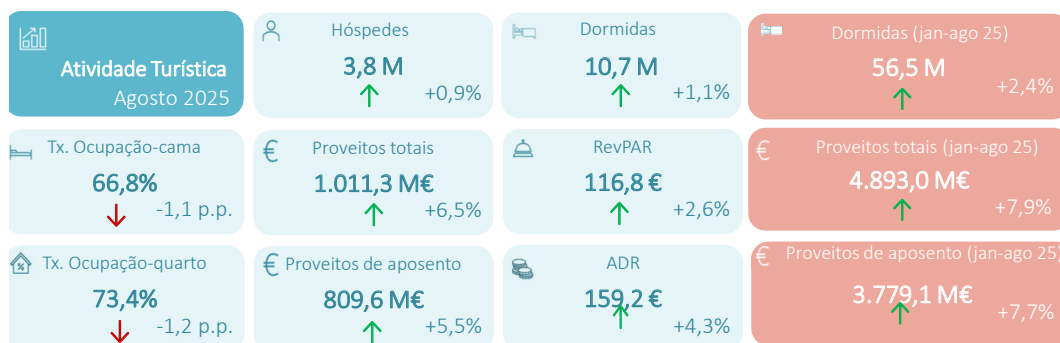 Atividade Turística
Agosto 2025
Hóspedes
3,8 M
+0,9%
Dormidas
10,7 M
+1,1%
Dormidas (jan-ago 25)
56,5 M
+2,4%
Tx. Ocupação-cama
66,8%
-1,1 p.p.
€
Proveitos totais
1.011,3 M€
+6,5%
RevPAR
116,8 €
+2,6%
€
Proveitos totais (jan-ago 25)
4.893,0 M€
+7,9%
%
Tx. Ocupação-quarto
73,4%
-1,2 p.p.
€
Proveitos de aposento
809,6 M€
+5,5%
ADR
159,2 €
+4,3%
€
Proveitos de aposento (jan-ago 25)
3.779,1 M€
+7,7%